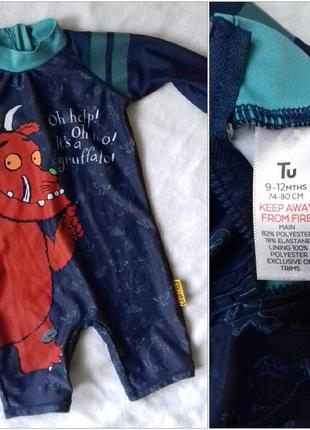 Oh help!
Oh no!
It's a
gruffalo!
Tu
9-12 MTHS
74-80 CM
KEEP AWAY
FROM FIRE
MAIN
82% POLYESTER
18% ELASTANE
LINING 100%
POLYESTER
EXCLUSIVE OF
TRIMS